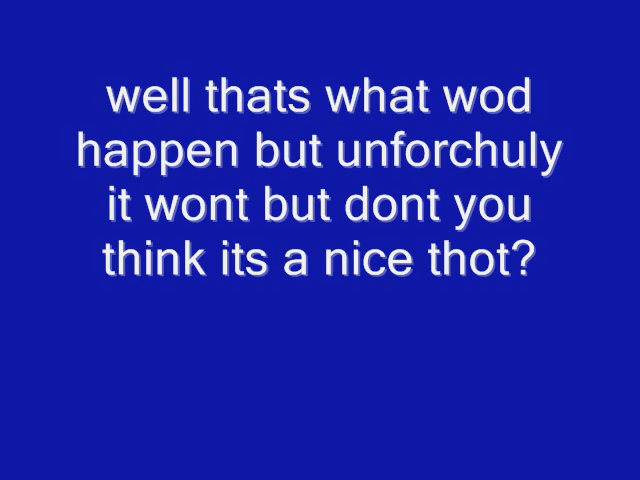 well thats what wod
happen but unforchuly
it wont but dont you
think its a nice thot?